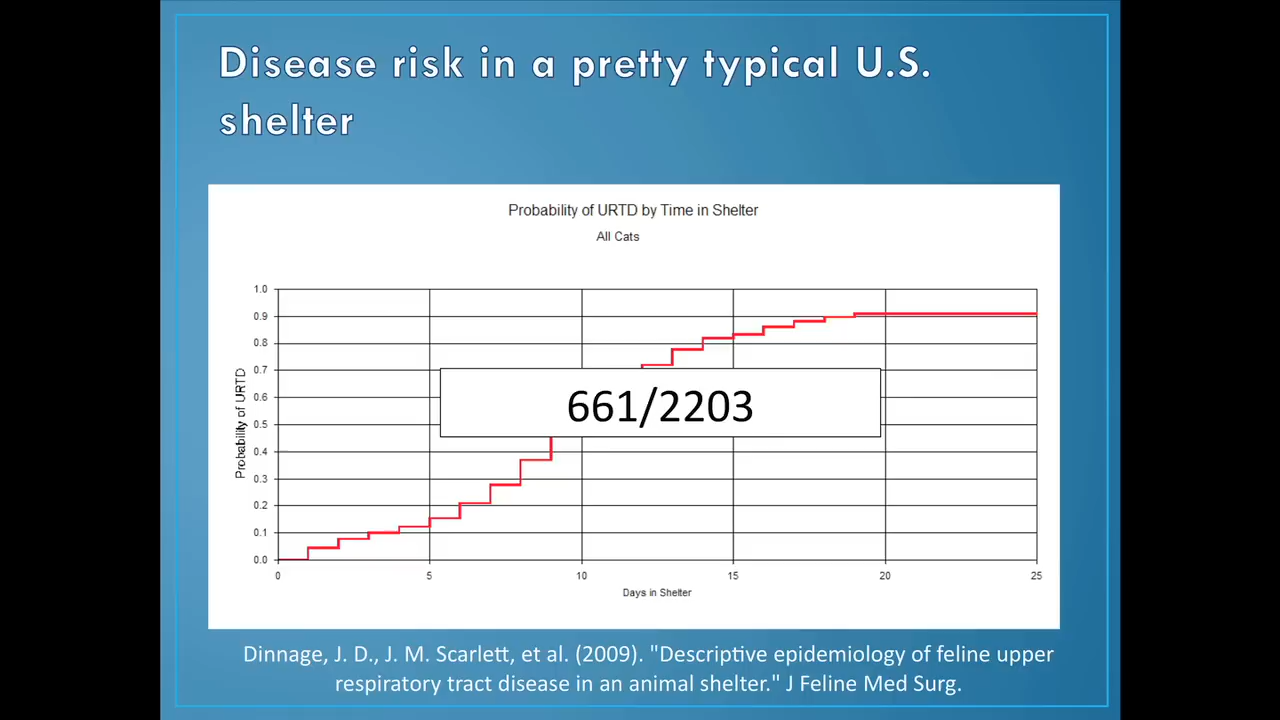 Disease risk in a pretty typical U.S.
shelter
Probability of URTD by Time in Shelter
All Cats
1.0
0.9
0.8
0.7
0.6
0.5
0.4
0.3
0.2
0.1
0.0
Probability of URTD
661/2203
0 5 10 15 20 25
Days in Shelter
Dinnage, J. D., J. M. Scarlett, et al. (2009). "Descriptive epidemiology of feline upper
respiratory tract disease in an animal shelter." J Feline Med Surg.